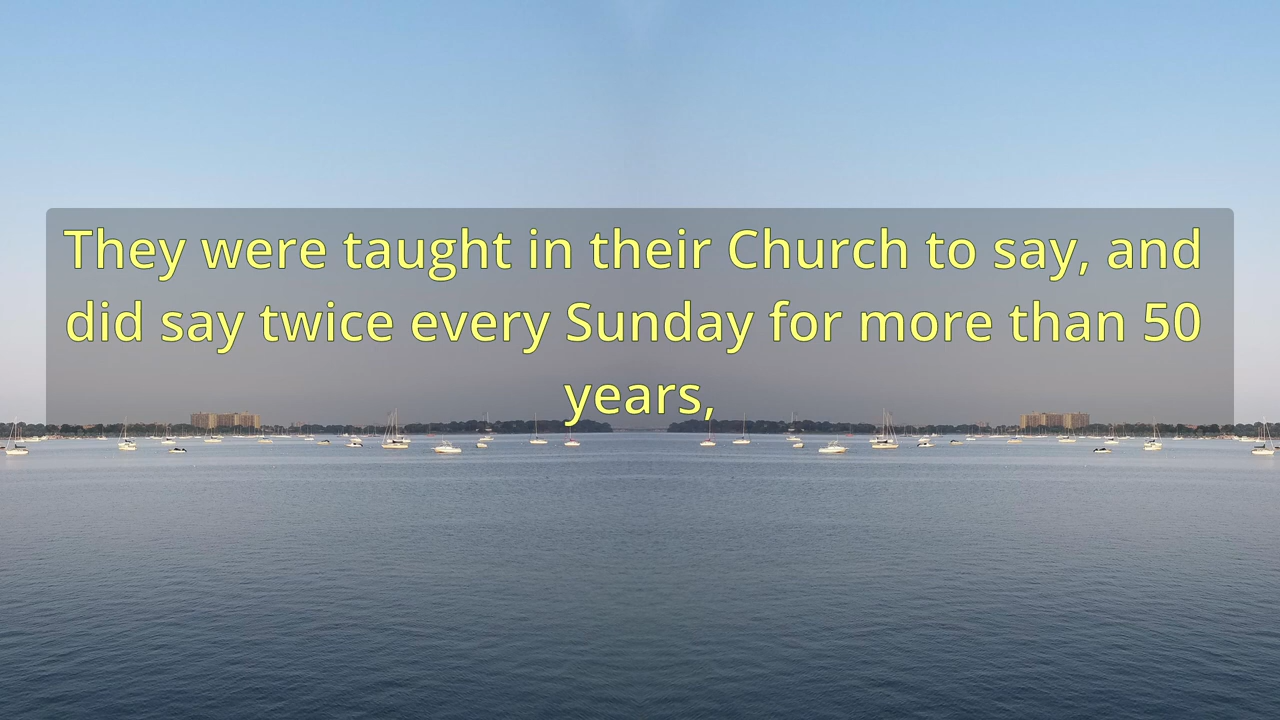 They were taught in their Church to say, and
did say twice every Sunday for more than 50
years,